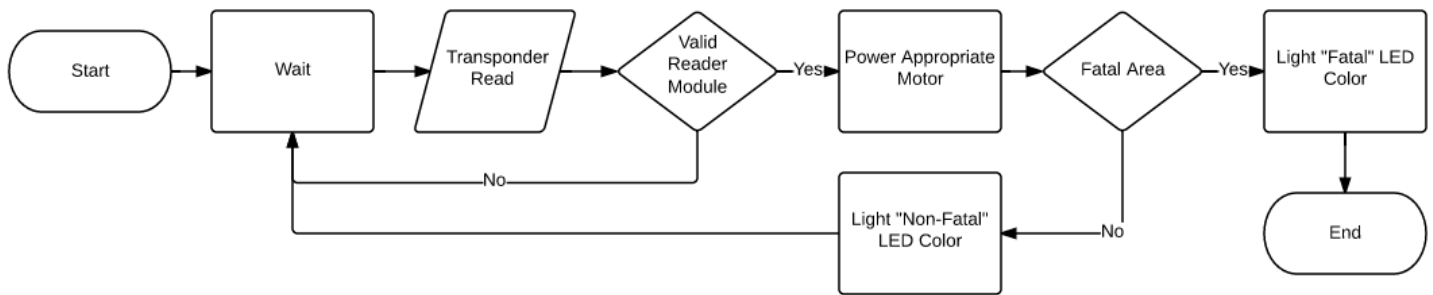 Start
Wait
Transponder
Read
Valid
Reader
Module
Yes
Power Appropriate
Motor
Fatal Area
Yes
Light "Fatal" LED
Color
No
Light "Non-Fatal"
LED Color
No
End